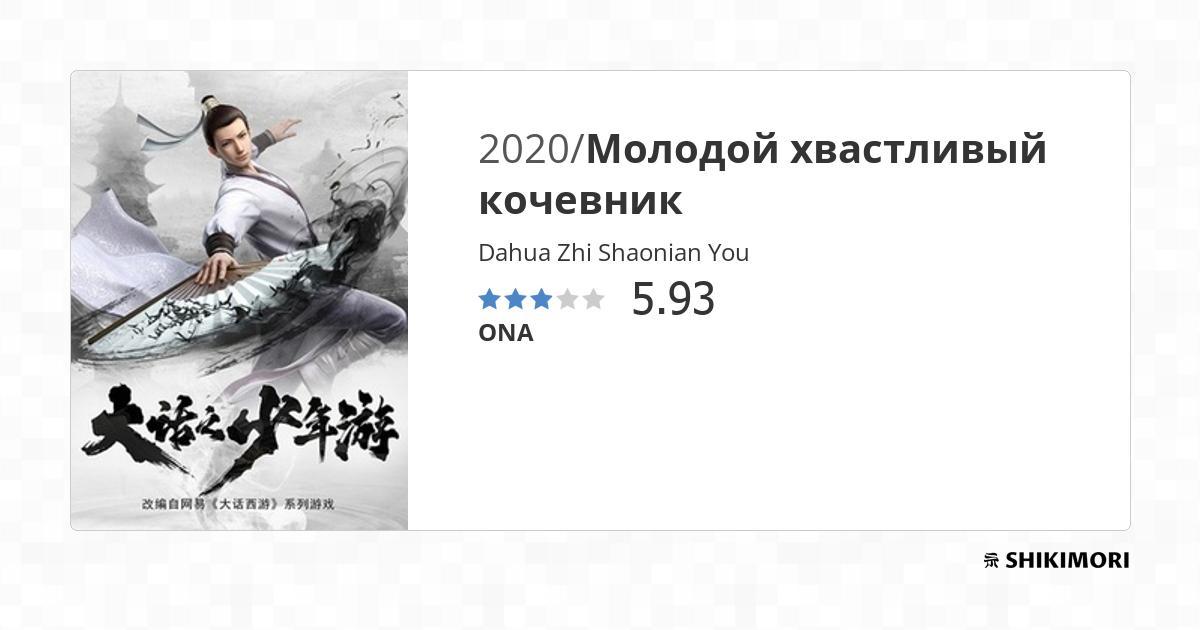 大话之少年游
改编自网易《大话西游》系列游戏
2020/Молодой хвастливый
кочевник
Dahua Zhi Shaonian You
5.93
ONA
SHIKIMORI